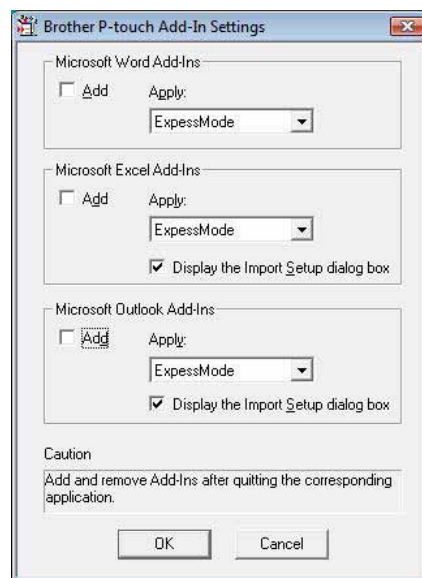 Brother P-touch Add-In Settings
Microsoft Word Add-Ins
Add Apply:
ExpessMode
Microsoft Excel Add-Ins
Add Apply:
ExpessMode
Display the Import Setup dialog box
Microsoft Outlook Add-Ins
Add Apply:
ExpessMode
Display the Import Setup dialog box
Caution
Add and remove Add-Ins after quitting the corresponding
application.
OK Cancel